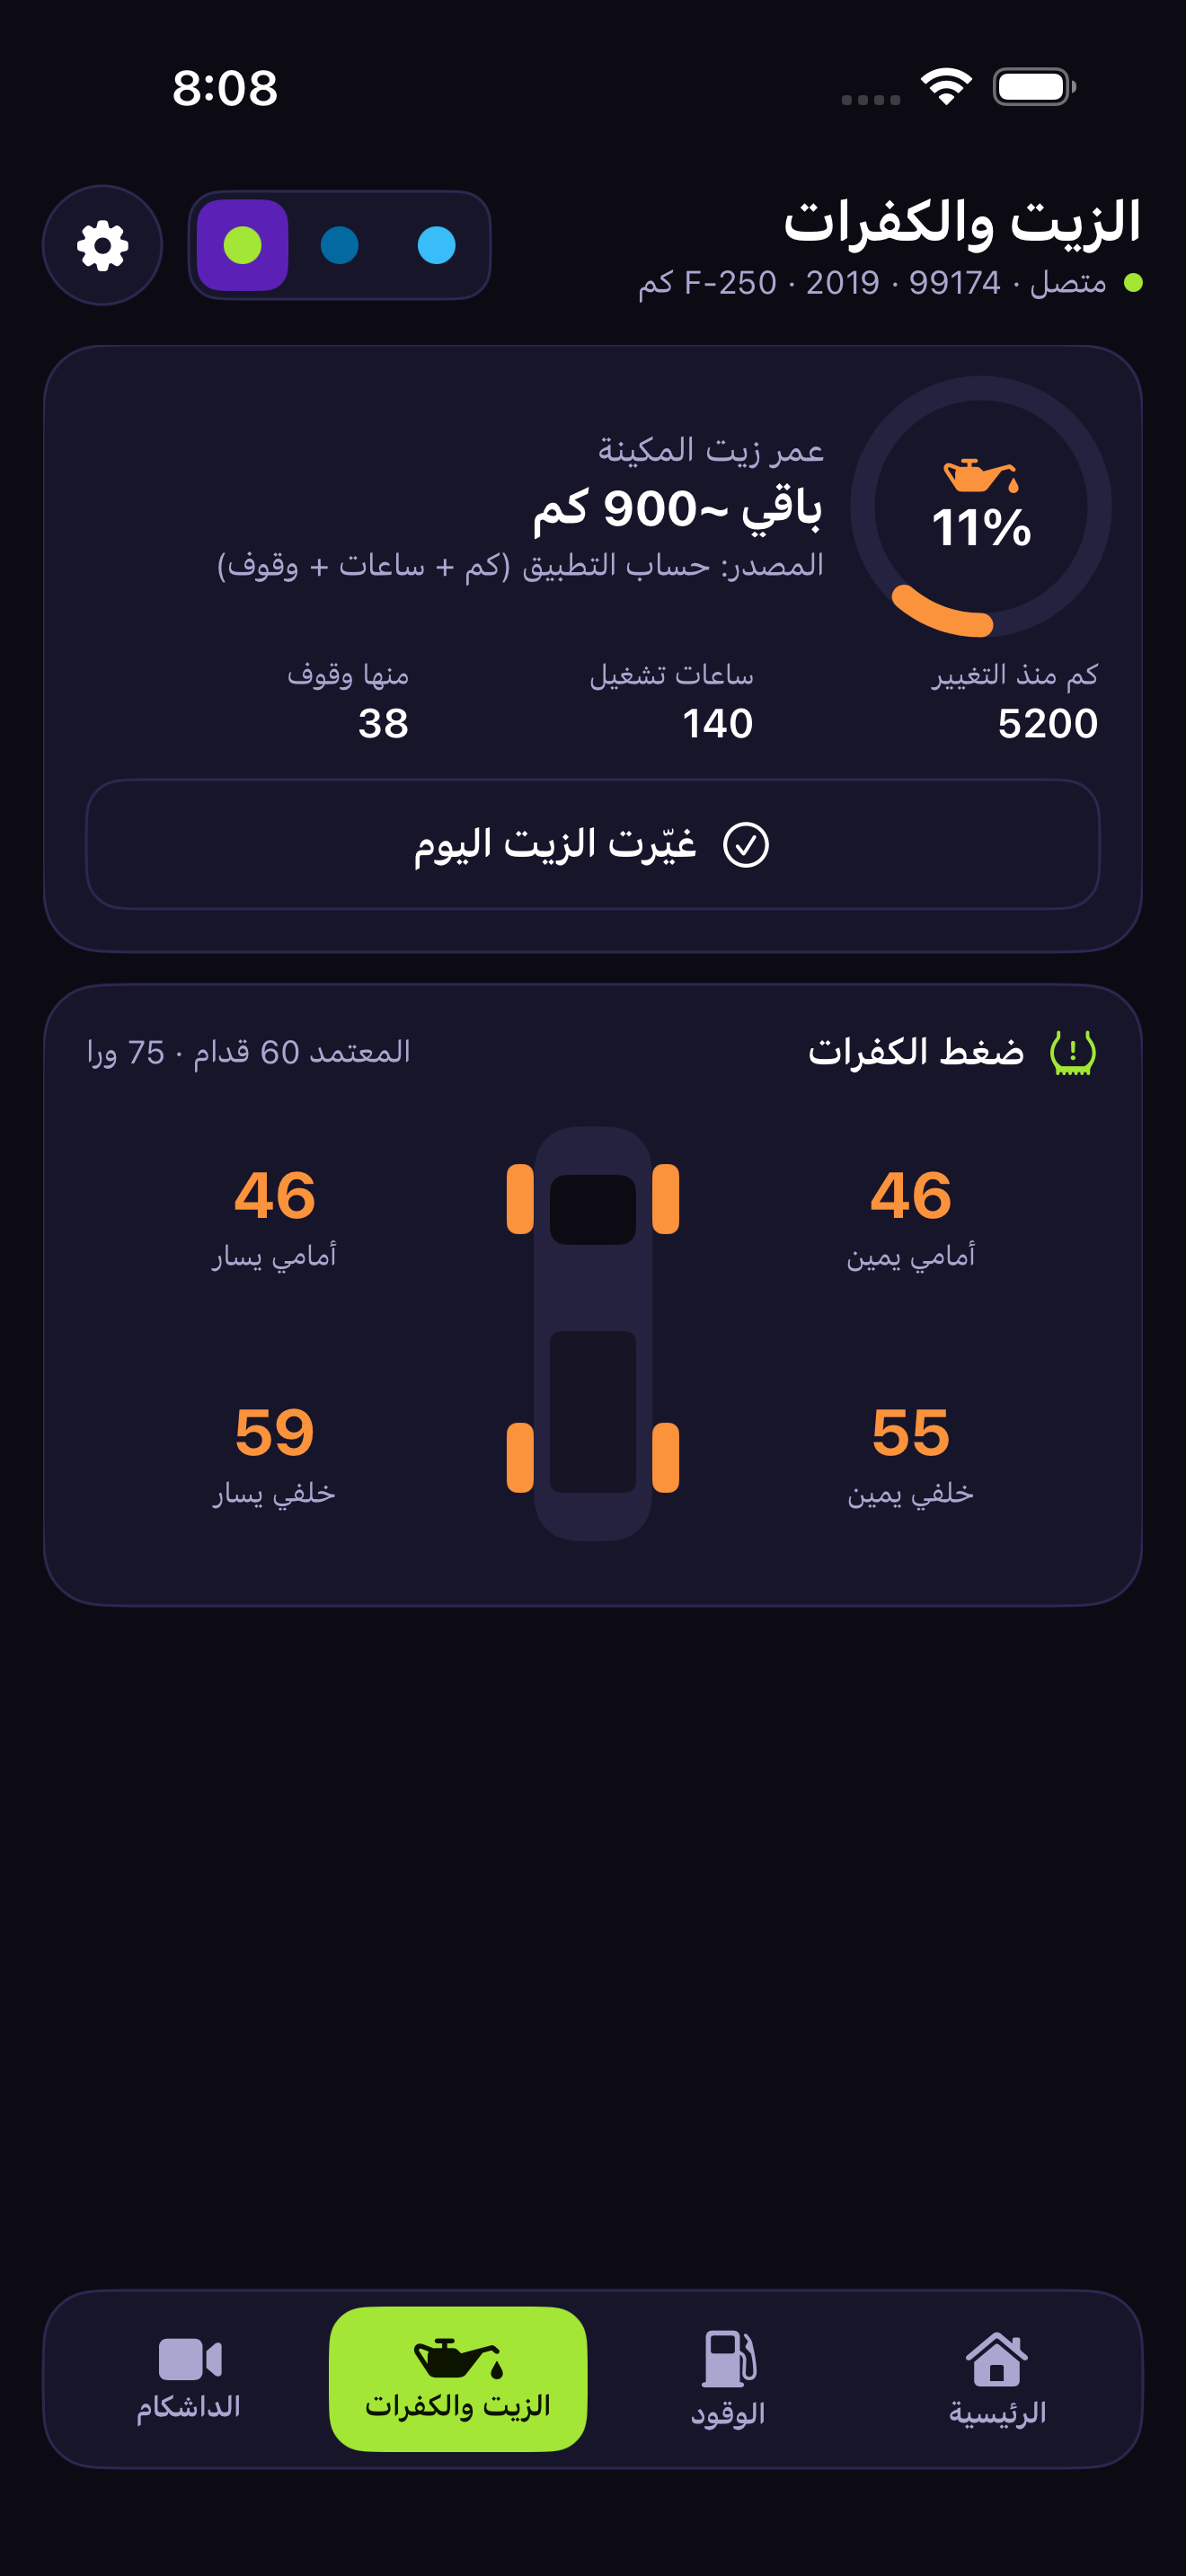 8:08
الزيت والكفرات
متصل · F-250 · 2019 · 99174 كم
11%
عمر زيت المكينة
باقي ~900 كم
المصدر: حساب التطبيق (كم + ساعات + وقوف)
كم منذ التغيير
5200
ساعات تشغيل
140
منها وقوف
38
غيّرت الزيت اليوم
ضغط الكفرات
المعتمد 60 قدام · 75 ورا
46
أمامي يمين
46
أمامي يسار
55
خلفي يمين
59
خلفي يسار
الرئيسية
الوقود
الزيت والكفرات
الداشكام